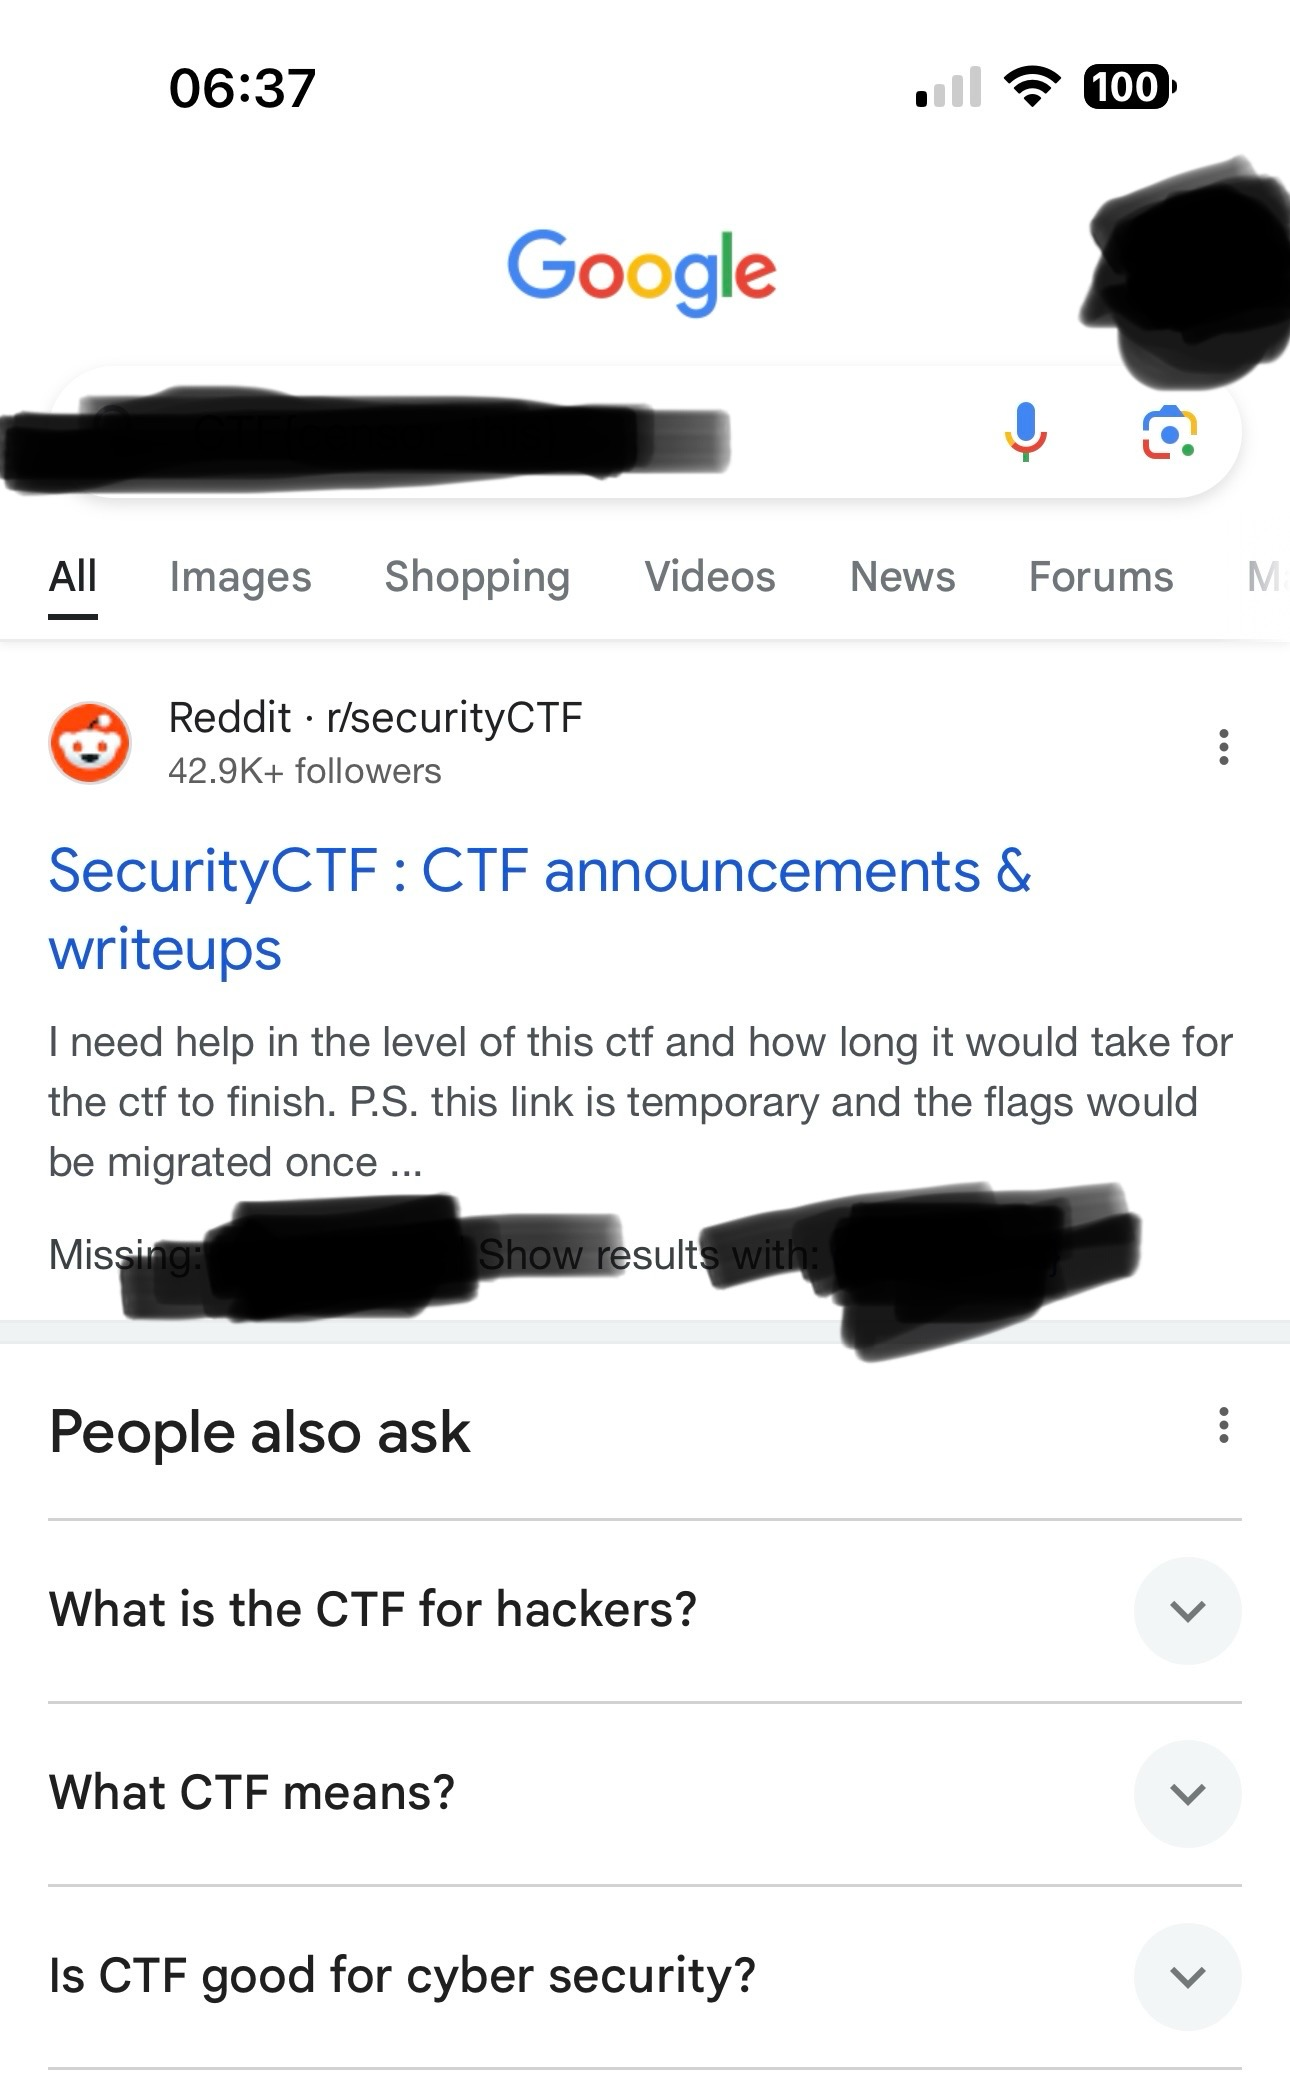 06:37
100
Google
All Images Shopping Videos News Forums
Reddit · r/securityCTF
42.9K+ followers
SecurityCTF : CTF announcements &
writeups
I need help in the level of this ctf and how long it would take for
the ctf to finish. P.S. this link is temporary and the flags would
be migrated once ...
Missing: Show results with:
People also ask
What is the CTF for hackers?
What CTF means?
Is CTF good for cyber security?